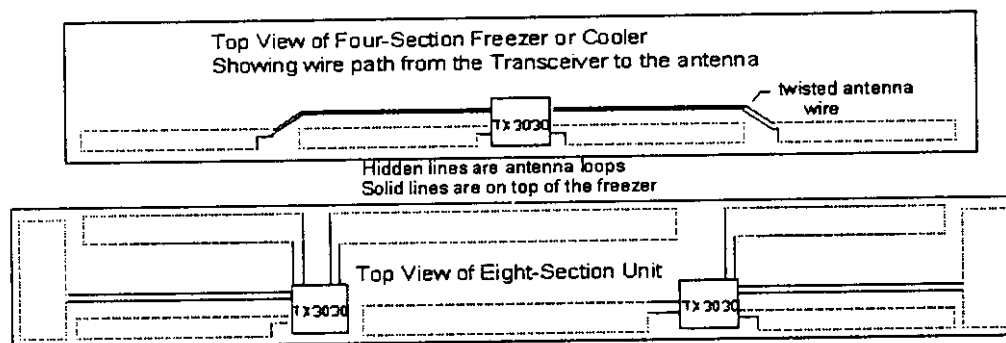 Top View of Four-Section Freezer or Cooler
Showing wire path from the Transceiver to the antenna
twisted antenna
wire
TX3030
Hidden lines are antenna loops
Solid lines are on top of the freezer
Top View of Eight-Section Unit
TX3030
TX3030